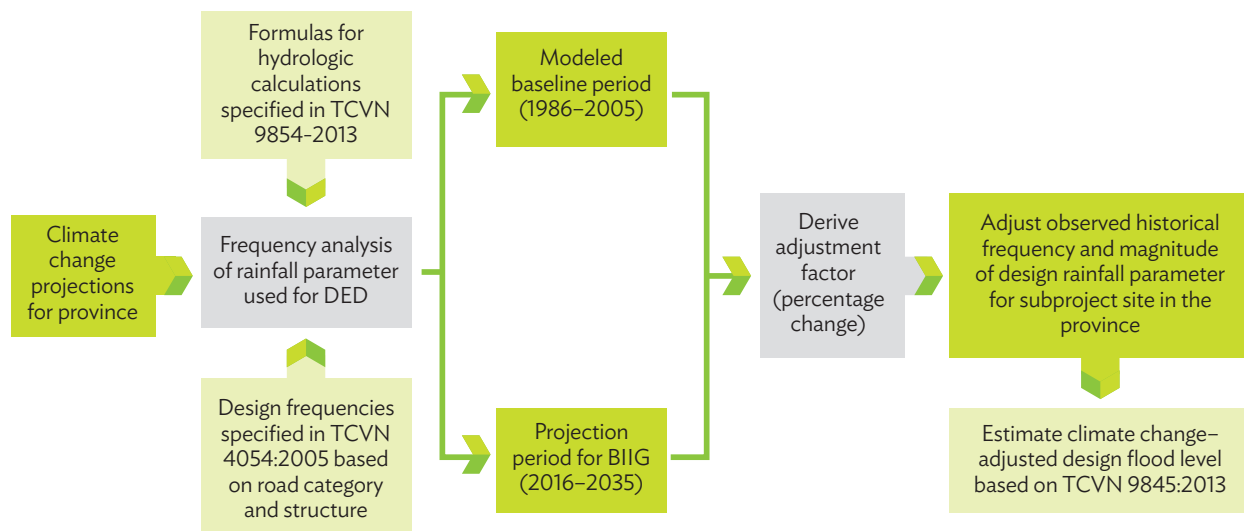 Formulas for
hydrologic
calculations
specified in TCVN
9854-2013
Modeled
baseline period
(1986–2005)
Climate
change
projections
for province
Frequency analysis
of rainfall parameter
used for DED
Derive
adjustment
factor
(percentage
change)
Adjust observed historical
frequency and magnitude
of design rainfall parameter
for subproject site in the
province
Design frequencies
specified in TCVN
4054:2005 based
on road category
and structure
Projection
period for BIIG
(2016–2035)
Estimate climate change–
adjusted design flood level
based on TCVN 9845:2013